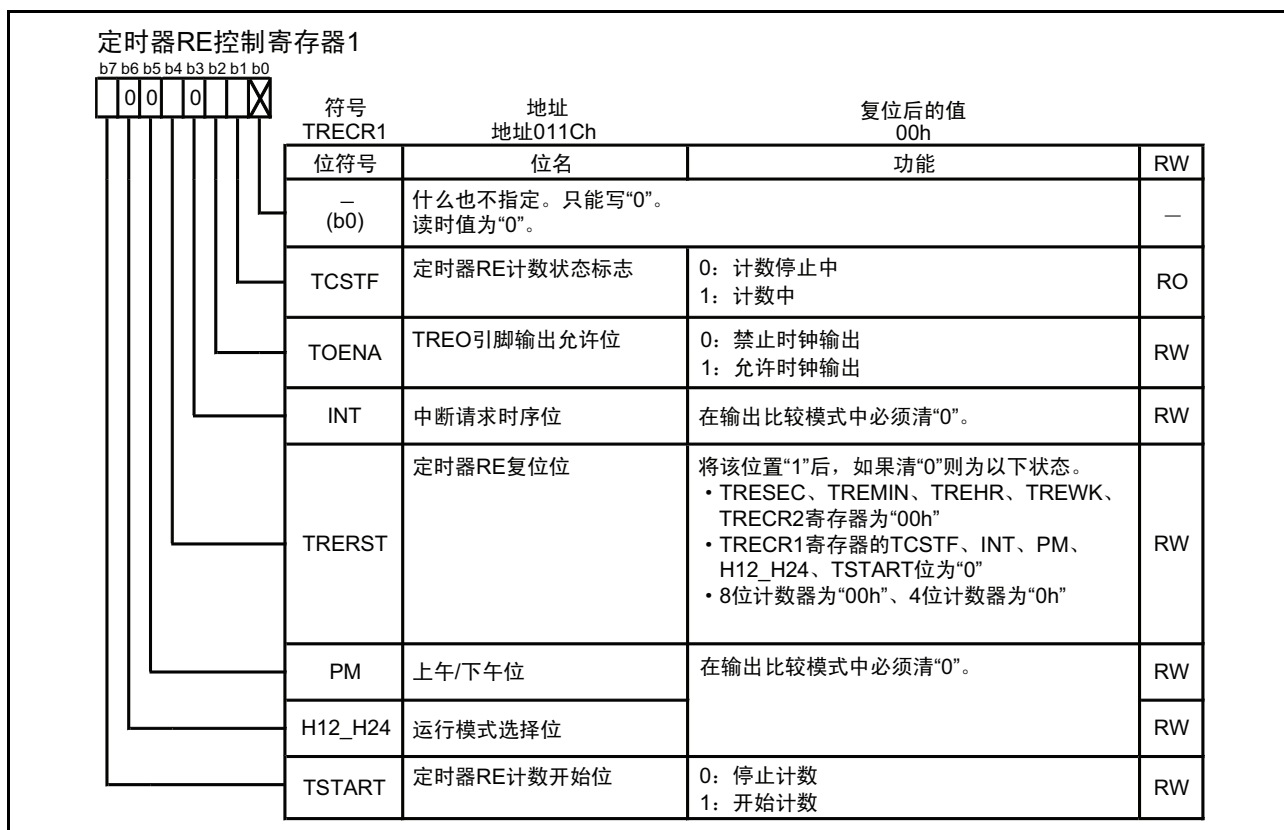 定时器RE控制寄存器1
b7 b6 b5 b4 b3 b2 b1 b0
0 0 0
符号 地址 复位后的值
TRECR1 地址011Ch 00h
位符号 位名 功能 RW
—
(b0)
什么也不指定。只能写“0”。
读时值为“0”。
—
TCSTF
定时器RE计数状态标志
0：计数停止中
1：计数中
RO
TOENA
TREO引脚输出允许位
0：禁止时钟输出
1：允许时钟输出
RW
INT
中断请求时序位
在输出比较模式中必须清“0”。
RW
TRERST
定时器RE复位位
将该位置“1”后，如果清“0”则为以下状态。
・TRESEC、TREMIN、TREHR、TREWK、
TRECR2寄存器为“00h”
・TRECR1寄存器的TCSTF、INT、PM、
H12_H24、TSTART位为“0”
・8位计数器为“00h”、4位计数器为“0h”
RW
PM
上午/下午位
在输出比较模式中必须清“0”。
RW
H12_H24
运行模式选择位
RW
TSTART
定时器RE计数开始位
0：停止计数
1：开始计数
RW